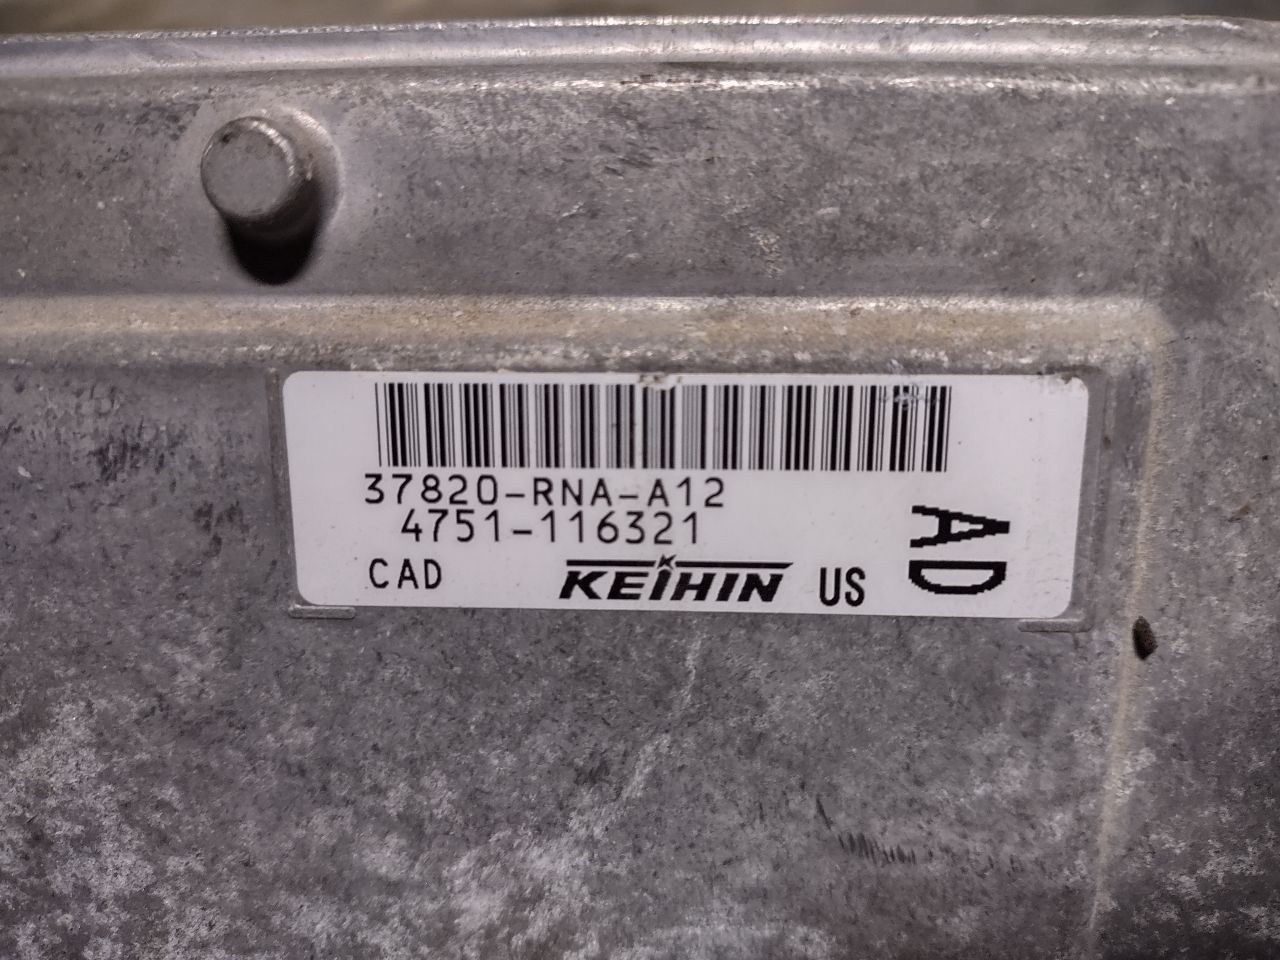 37820-RNA-A12
4751-116321
CAD KEIHIN US
AD